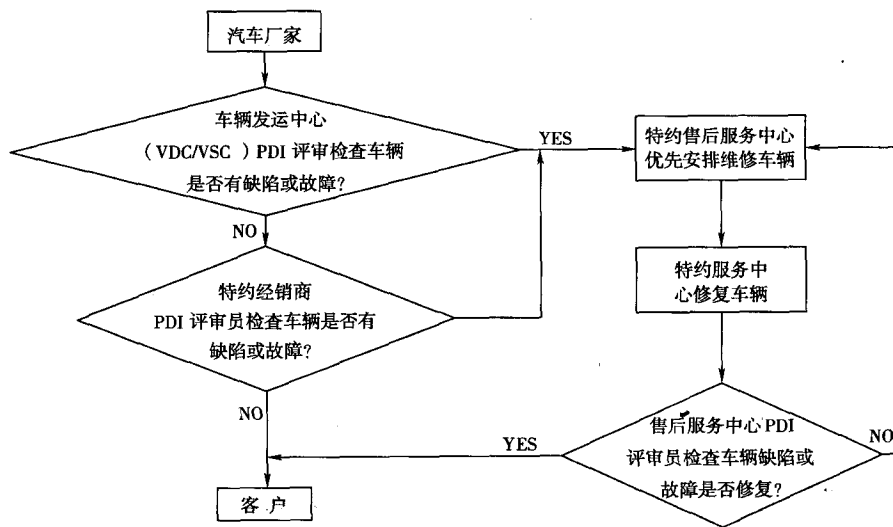 汽车厂家
车辆发运中心
（VDC/VSC ）PDI 评审检查车辆
是否有缺陷或故障?
YES
特约售后服务中心
优先安排维修车辆
NO
特约经销商
PDI 评审员检查车辆是否有
缺陷或故障?
特约服务中
心修复车辆
NO
YES
售后服务中心 PDI
评审员检查车辆缺陷或
故障是否修复?
NO
客 户